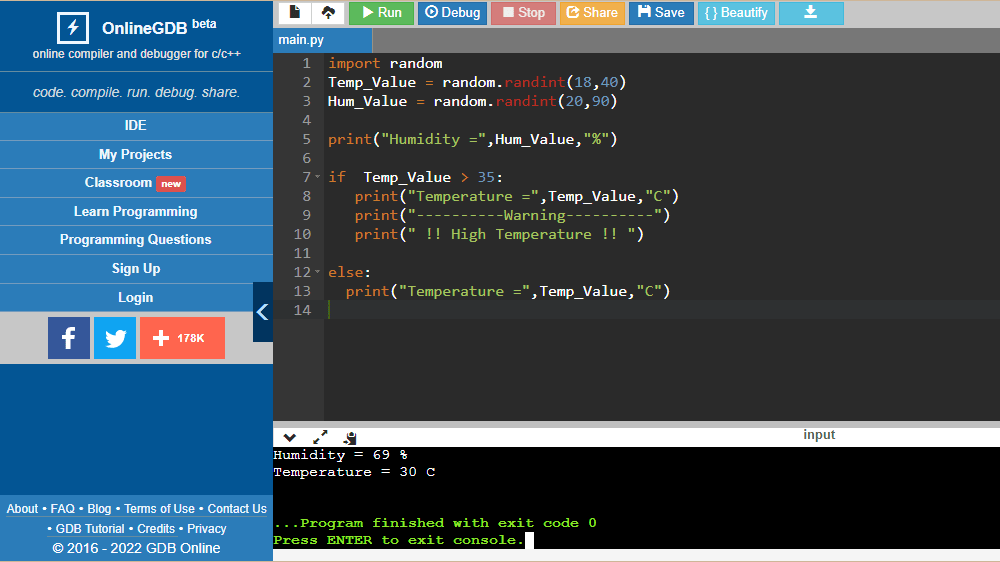 OnlineGDB beta
online compiler and debugger for c/c++
code. compile. run. debug. share.
IDE
My Projects
Classroom new
Learn Programming
Programming Questions
Sign Up
Login
178K
About • FAQ • Blog • Terms of Use • Contact Us
• GDB Tutorial • Credits • Privacy
© 2016 - 2022 GDB Online
Run Debug Stop Share Save { } Beautify
main.py
1 import random
2 Temp_Value = random.randint(18,40)
3 Hum_Value = random.randint(20,90)
4
5 print("Humidity =",Hum_Value,"%")
6
7 if  Temp_Value > 35:
8    print("Temperature =",Temp_Value,"C")
9    print("----------Warning----------")
10    print(" !! High Temperature !! ")
11
12 else:
13   print("Temperature =",Temp_Value,"C")
14
input
Humidity = 69 %
Temperature = 30 C
...Program finished with exit code 0
Press ENTER to exit console.